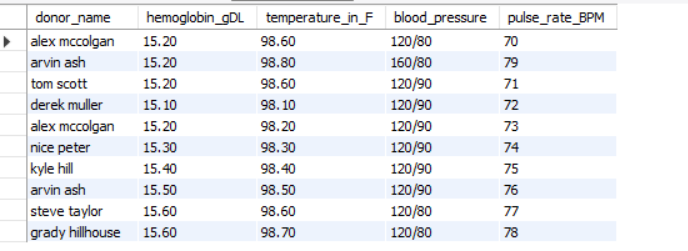 donor_name hemoglobin_gDL temperature_in_F blood_pressure pulse_rate_BPM
alex mccolgan 15.20 98.60 120/80 70
arvin ash 15.20 98.80 160/80 79
tom scott 15.20 98.60 120/90 71
derek muller 15.10 98.10 120/90 72
alex mccolgan 15.20 98.20 120/90 73
nice peter 15.30 98.30 120/90 74
kyle hill 15.40 98.40 120/90 75
arvin ash 15.50 98.50 120/90 76
steve taylor 15.60 98.60 120/80 77
grady hillhouse 15.60 98.70 120/80 78